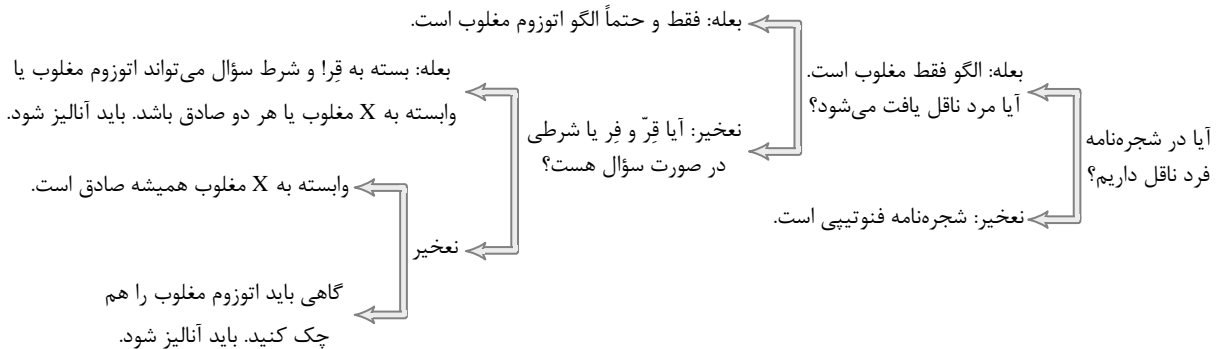 آیا در شجره‌نامه
فرد ناقل داریم؟
بعله: الگو فقط مغلوب است.
آیا مرد ناقل یافت می‌شود؟
بعله: فقط و حتماً الگو اتوزوم مغلوب است.
نعخیر: آیا قِرّ و فِر یا شرطی
در صورت سؤال هست؟
بعله: بسته به قِر! و شرط سؤال می‌تواند اتوزوم مغلوب یا
وابسته به X مغلوب یا هر دو صادق باشد. باید آنالیز شود.
نعخیر
وابسته به X مغلوب همیشه صادق است.
گاهی باید اتوزوم مغلوب را هم
چک کنید. باید آنالیز شود.
نعخیر: شجره‌نامه فنوتیپی است.